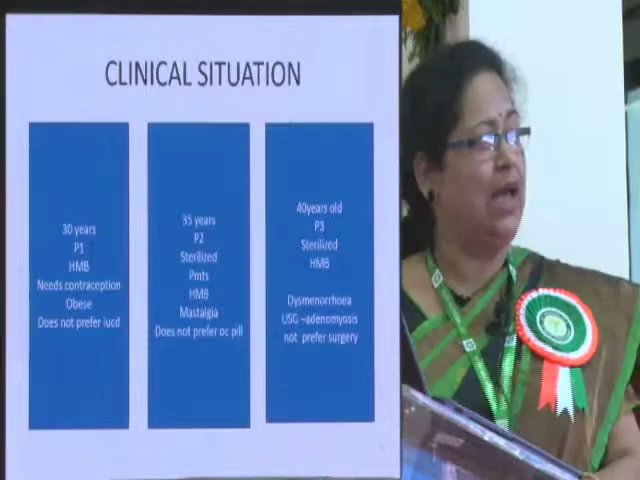 CLINICAL SITUATION
30 years
P1
HMB
Needs contraception
Obese
Does not prefer iucd
35 years
P2
Sterilized
Pmts
HMB
Mastalgia
Does not prefer oc pill
40years old
P3
Sterilized
HMB
Dysmenorrhoea
USG –adenomyosis
not prefer surgery